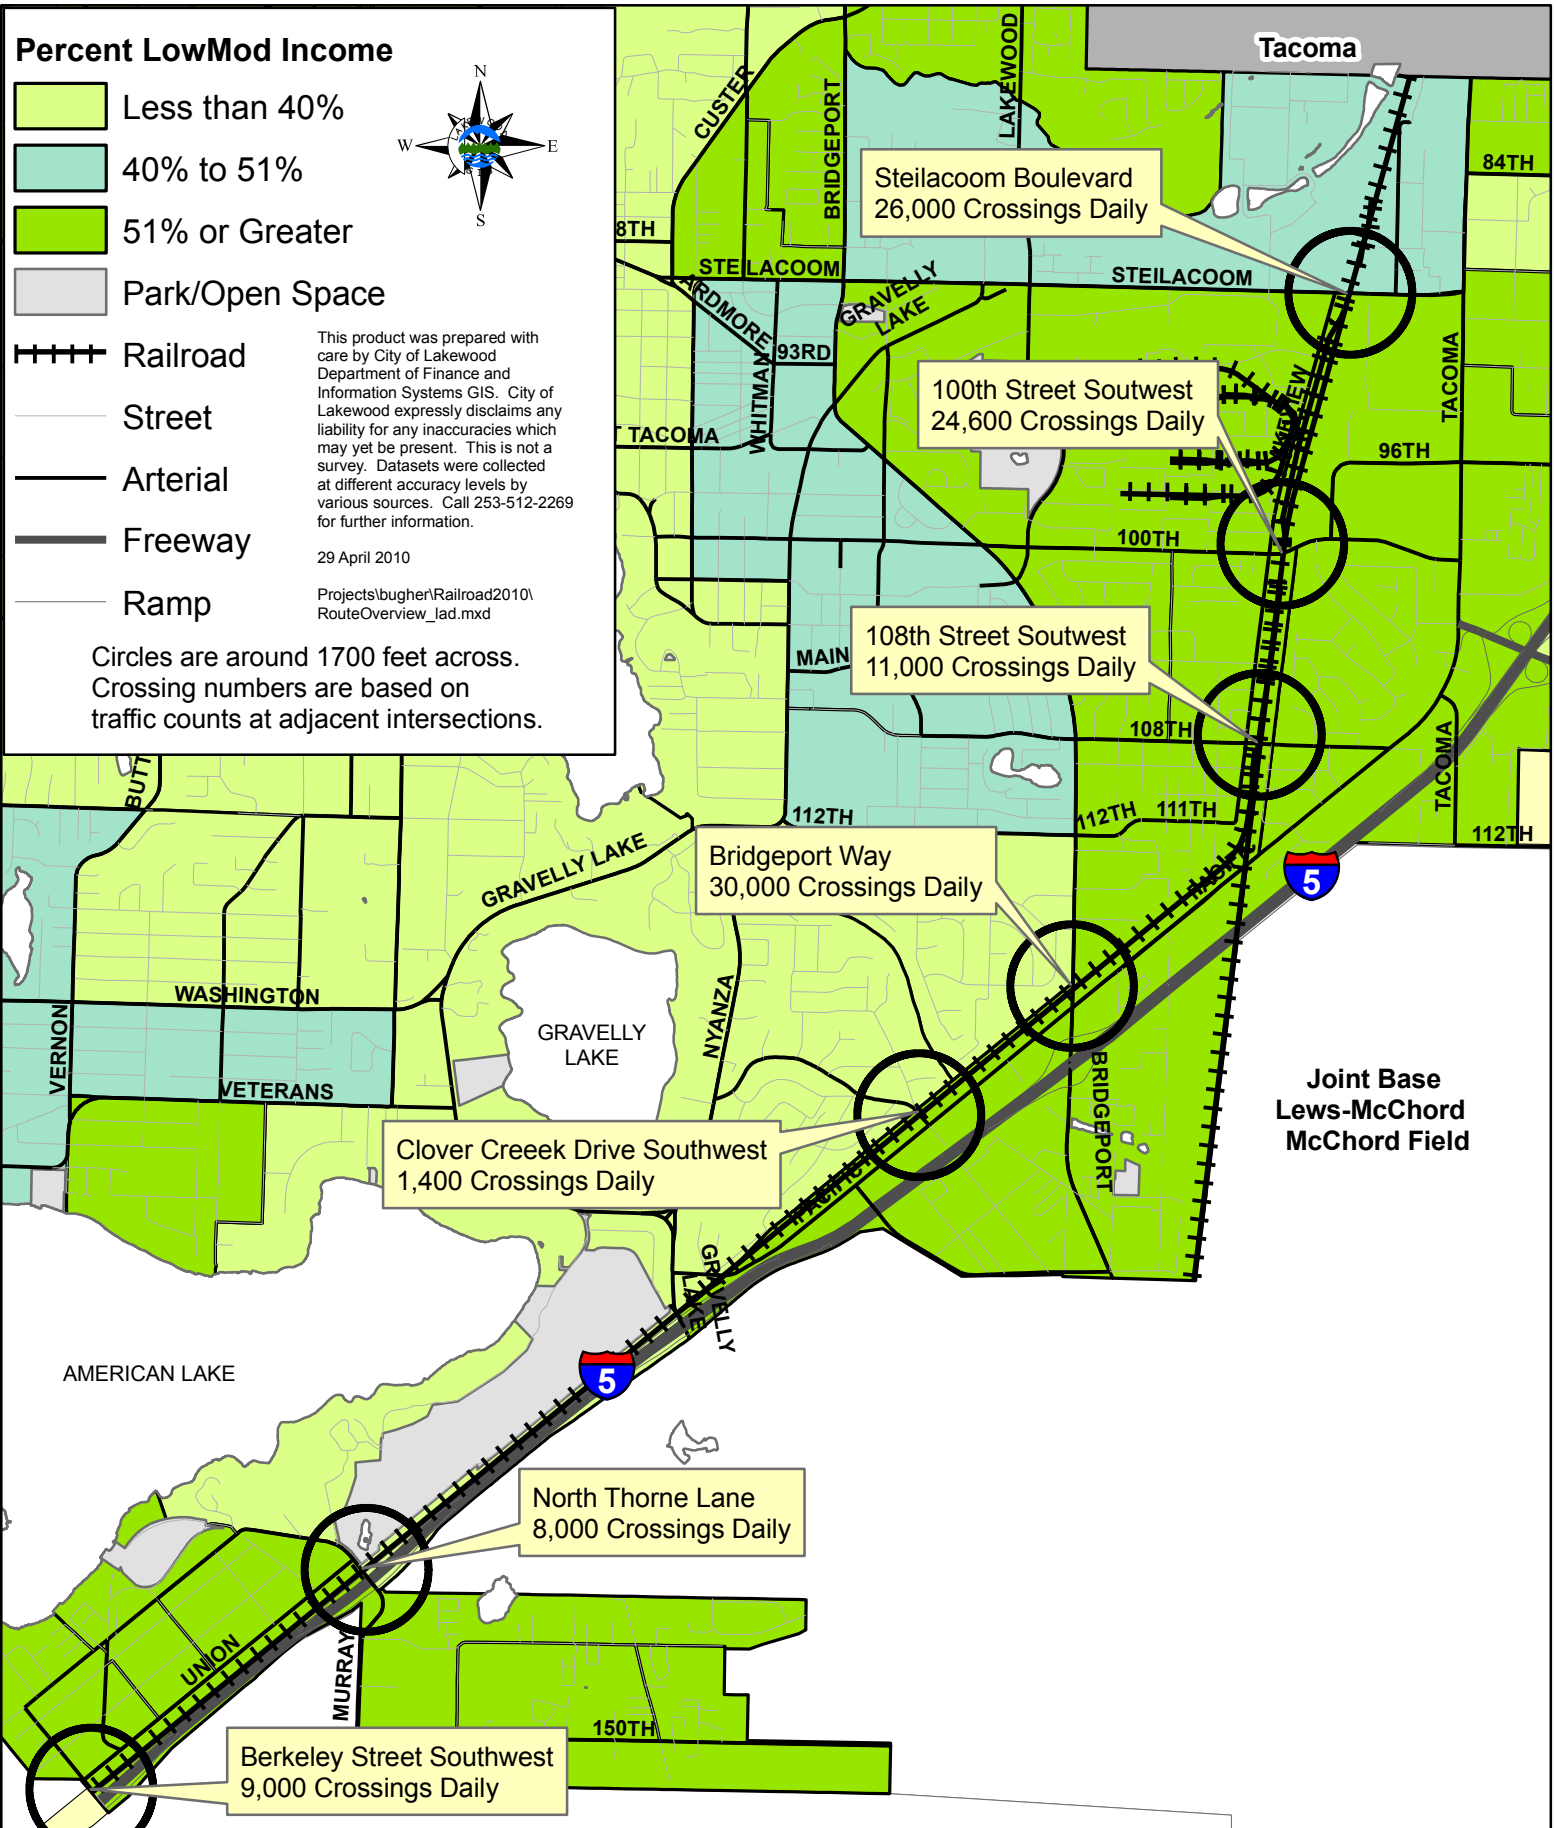 Percent LowMod Income
Less than 40%
40% to 51%
51% or Greater
Park/Open Space
Railroad
Street
Arterial
Freeway
Ramp
N
W
E
S
This product was prepared with
care by City of Lakewood
Department of Finance and
Information Systems GIS. City of
Lakewood expressly disclaims any
liability for any inaccuracies which
may yet be present. This is not a
survey. Datasets were collected
at different accuracy levels by
various sources. Call 253-512-2269
for further information.
29 April 2010
Projects\bugher\Railroad2010\
RouteOverview_lad.mxd
Circles are around 1700 feet across.
Crossing numbers are based on
traffic counts at adjacent intersections.
Tacoma
CUSTER
BRIDGEPORT
LAKEWOOD
84TH
Steilacoom Boulevard
26,000 Crossings Daily
8TH
STEILACOOM
STEILACOOM
ARDMORE
GRAVELLY
LAKE
93RD
WHITMAN
TACOMA
100th Street Soutwest
24,600 Crossings Daily
TACOMA
96TH
100TH
108th Street Soutwest
11,000 Crossings Daily
MAIN
108TH
TACOMA
BUTT
112TH
112TH
111TH
112TH
GRAVELLY LAKE
Bridgeport Way
30,000 Crossings Daily
5
WASHINGTON
VERNON
GRAVELLY
LAKE
NYANZA
VETERANS
BRIDGEPORT
Joint Base
Lews-McChord
McChord Field
Clover Creeek Drive Southwest
1,400 Crossings Daily
PACIFIC
GRAVELLY
LAKE
AMERICAN LAKE
5
North Thorne Lane
8,000 Crossings Daily
UNION
MURRAY
150TH
Berkeley Street Southwest
9,000 Crossings Daily